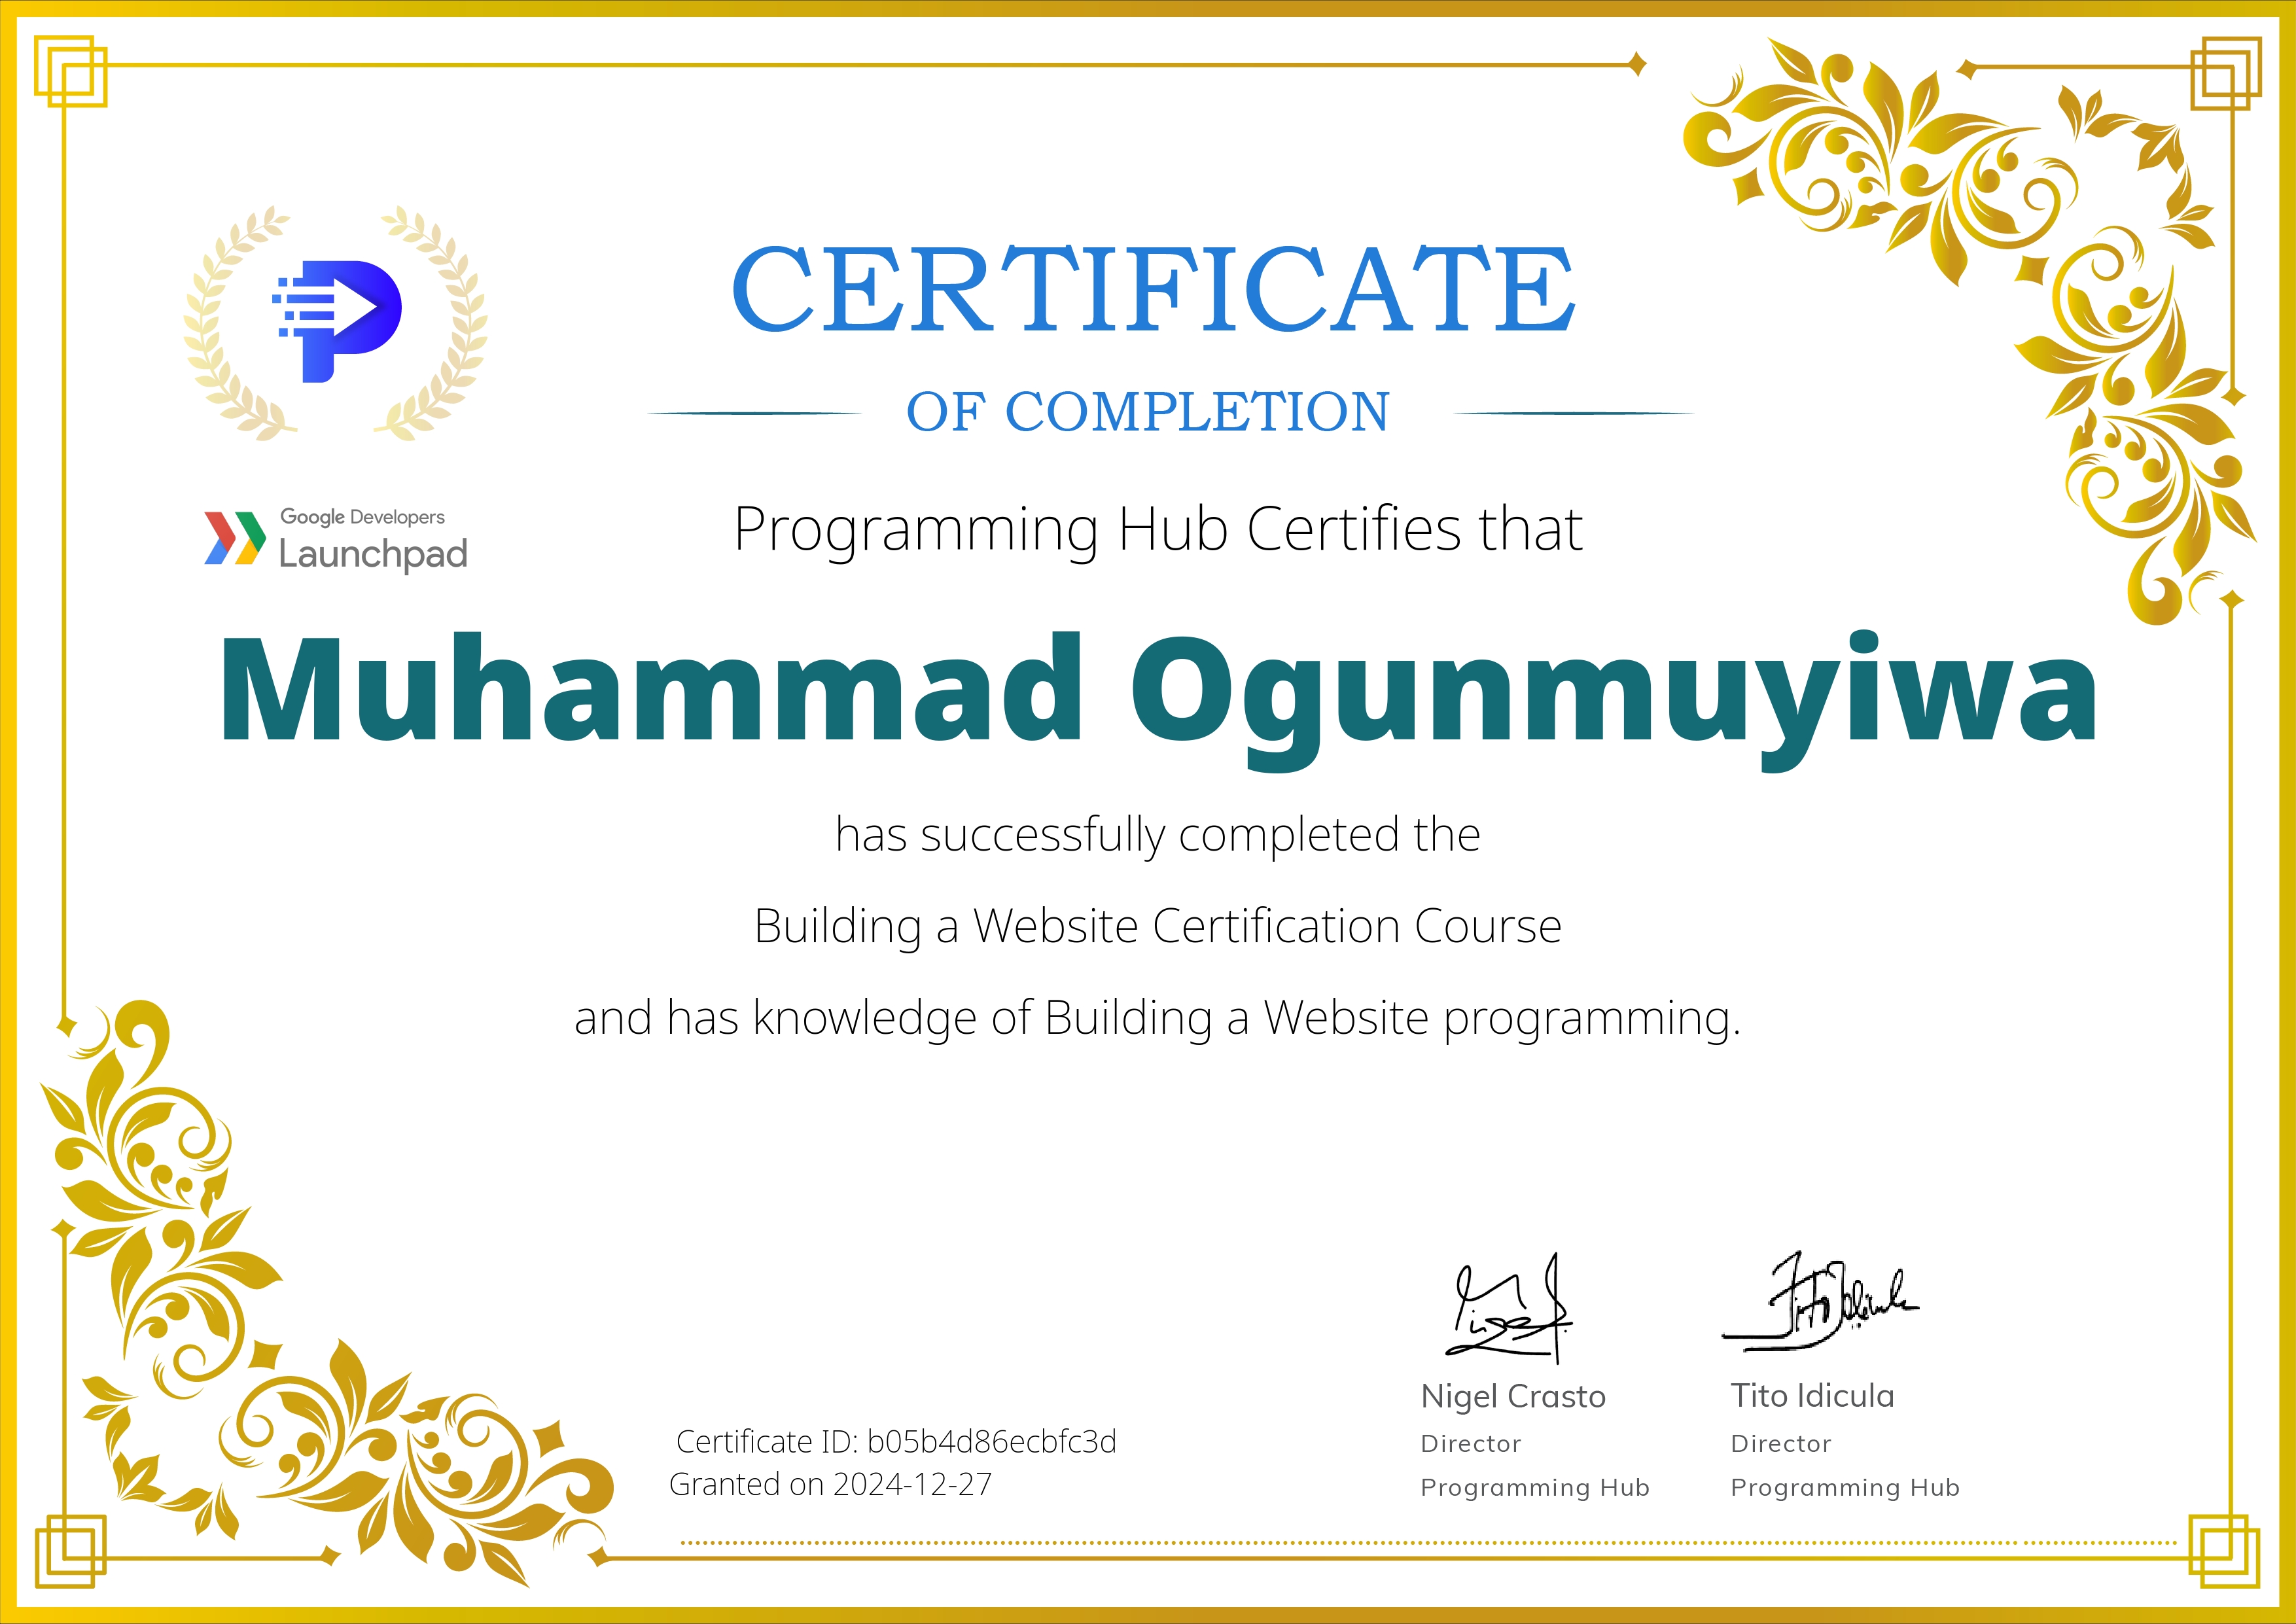 CERTIFICATE
OF COMPLETION
Google Developers
Launchpad
Programming Hub Certifies that
Muhammad Ogunmuyiwa
has successfully completed the
Building a Website Certification Course
and has knowledge of Building a Website programming.
Nigel Crasto
Director
Programming Hub
Tito Idicula
Director
Programming Hub
Certificate ID: b05b4d86ecbfc3d
Granted on 2024-12-27